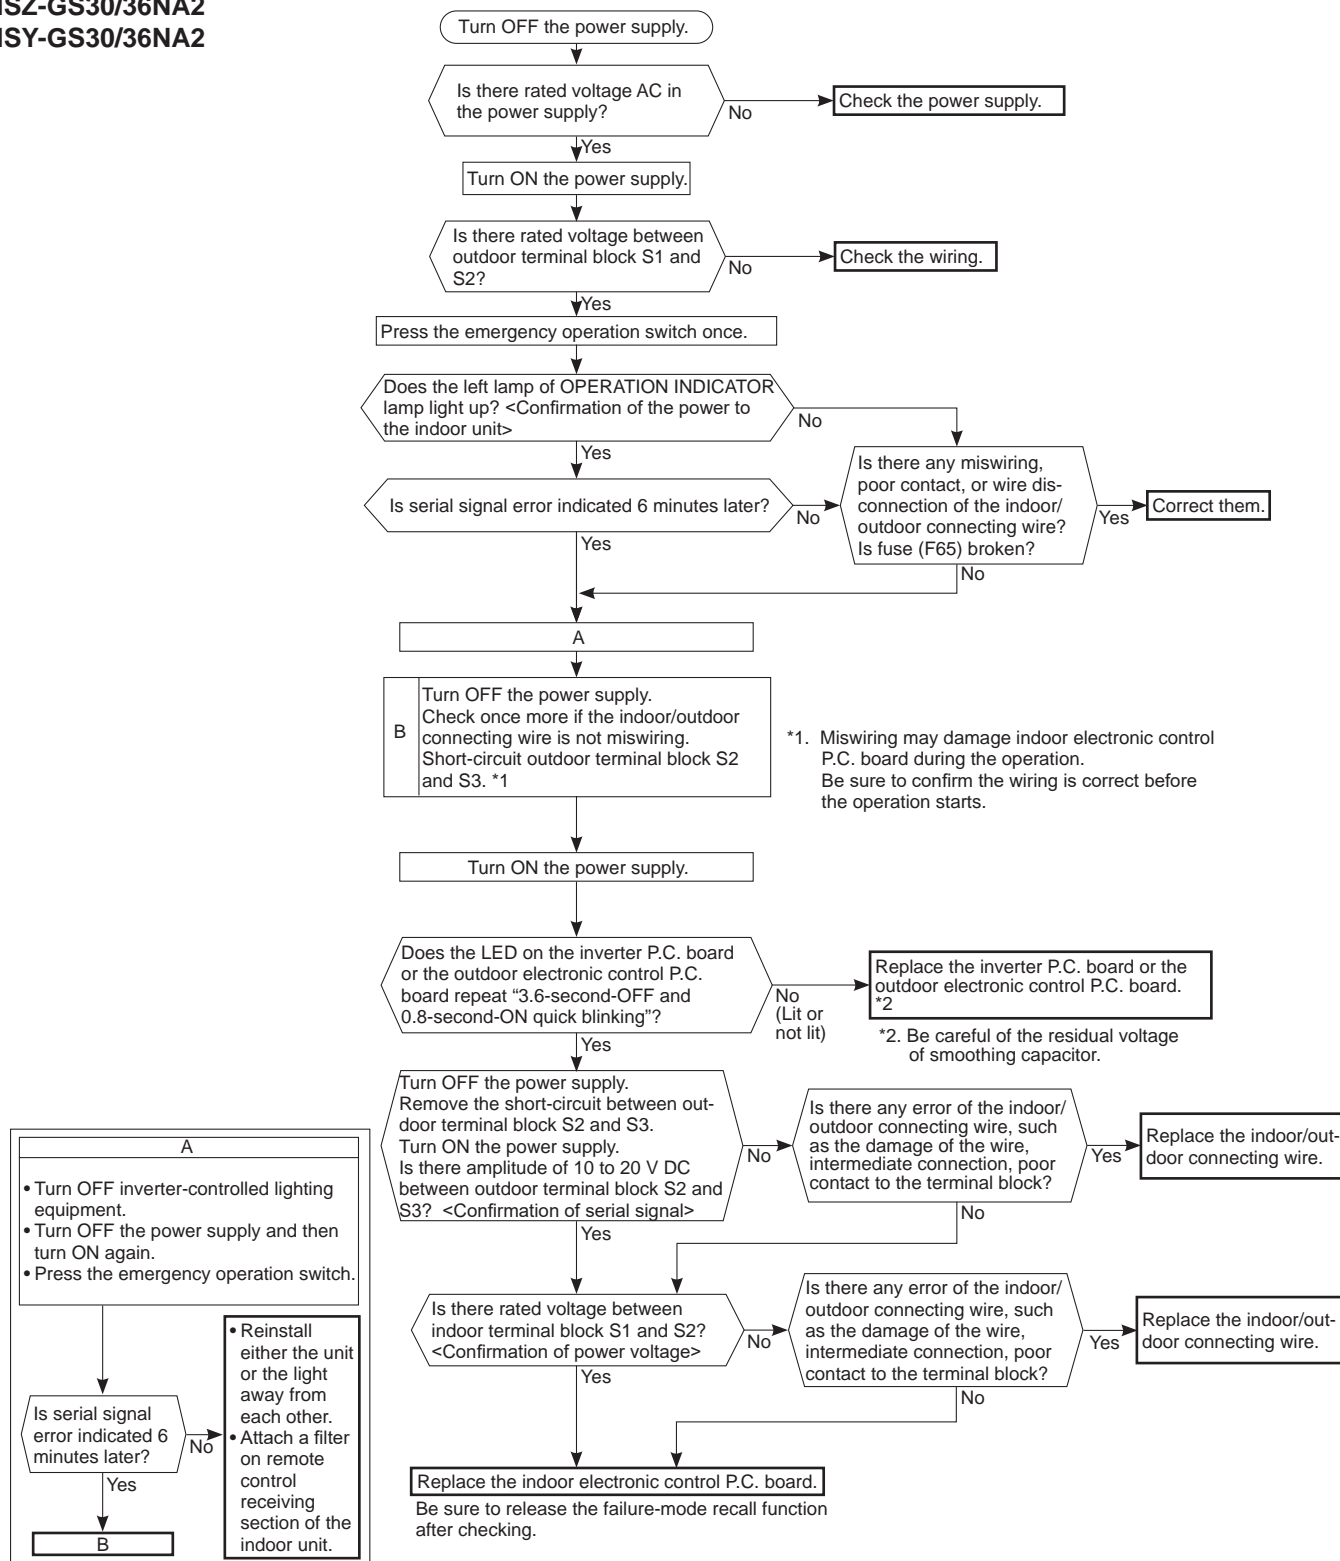 SZ-GS30/36NA2
SY-GS30/36NA2
Turn OFF the power supply.
Is there rated voltage AC in
the power supply?
No
Check the power supply.
Yes
Turn ON the power supply.
Is there rated voltage between
outdoor terminal block S1 and
S2?
No
Check the wiring.
Yes
Press the emergency operation switch once.
Does the left lamp of OPERATION INDICATOR
lamp light up? <Confirmation of the power to
the indoor unit>
No
Yes
Is serial signal error indicated 6 minutes later?
No
Is there any miswiring,
poor contact, or wire dis-
connection of the indoor/
outdoor connecting wire?
Is fuse (F65) broken?
Yes
Correct them.
Yes
No
A
B
Turn OFF the power supply.
Check once more if the indoor/outdoor
connecting wire is not miswiring.
Short-circuit outdoor terminal block S2
and S3. *1
*1. Miswiring may damage indoor electronic control
P.C. board during the operation.
Be sure to confirm the wiring is correct before
the operation starts.
Turn ON the power supply.
Does the LED on the inverter P.C. board
or the outdoor electronic control P.C.
board repeat “3.6-second-OFF and
0.8-second-ON quick blinking”?
No
(Lit or
not lit)
Replace the inverter P.C. board or the
outdoor electronic control P.C. board.
*2
*2. Be careful of the residual voltage
of smoothing capacitor.
Yes
Turn OFF the power supply.
Remove the short-circuit between out-
door terminal block S2 and S3.
Turn ON the power supply.
Is there amplitude of 10 to 20 V DC
between outdoor terminal block S2 and
S3? <Confirmation of serial signal>
No
Is there any error of the indoor/
outdoor connecting wire, such
as the damage of the wire,
intermediate connection, poor
contact to the terminal block?
Yes
Replace the indoor/out-
door connecting wire.
Yes
No
Is there rated voltage between
indoor terminal block S1 and S2?
<Confirmation of power voltage>
No
Is there any error of the indoor/
outdoor connecting wire, such
as the damage of the wire,
intermediate connection, poor
contact to the terminal block?
Yes
Replace the indoor/out-
door connecting wire.
Yes
No
Replace the indoor electronic control P.C. board.
Be sure to release the failure-mode recall function
after checking.
A
• Turn OFF inverter-controlled lighting
equipment.
• Turn OFF the power supply and then
turn ON again.
• Press the emergency operation switch.
Is serial signal
error indicated 6
minutes later?
No
• Reinstall
either the unit
or the light
away from
each other.
• Attach a filter
on remote
control
receiving
section of the
indoor unit.
Yes
B